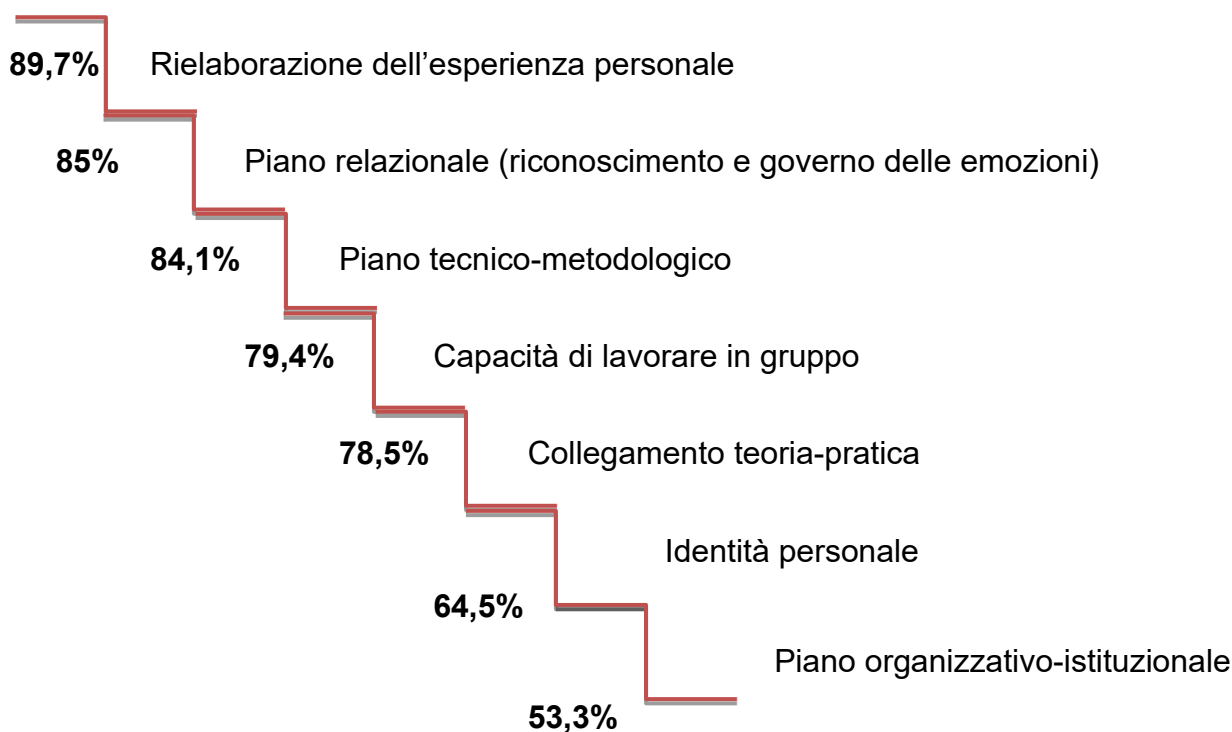 89,7% Rielaborazione dell’esperienza personale
85% Piano relazionale (riconoscimento e governo delle emozioni)
84,1% Piano tecnico-metodologico
79,4% Capacità di lavorare in gruppo
78,5% Collegamento teoria-pratica
Identità personale
64,5%
Piano organizzativo-istituzionale
53,3%